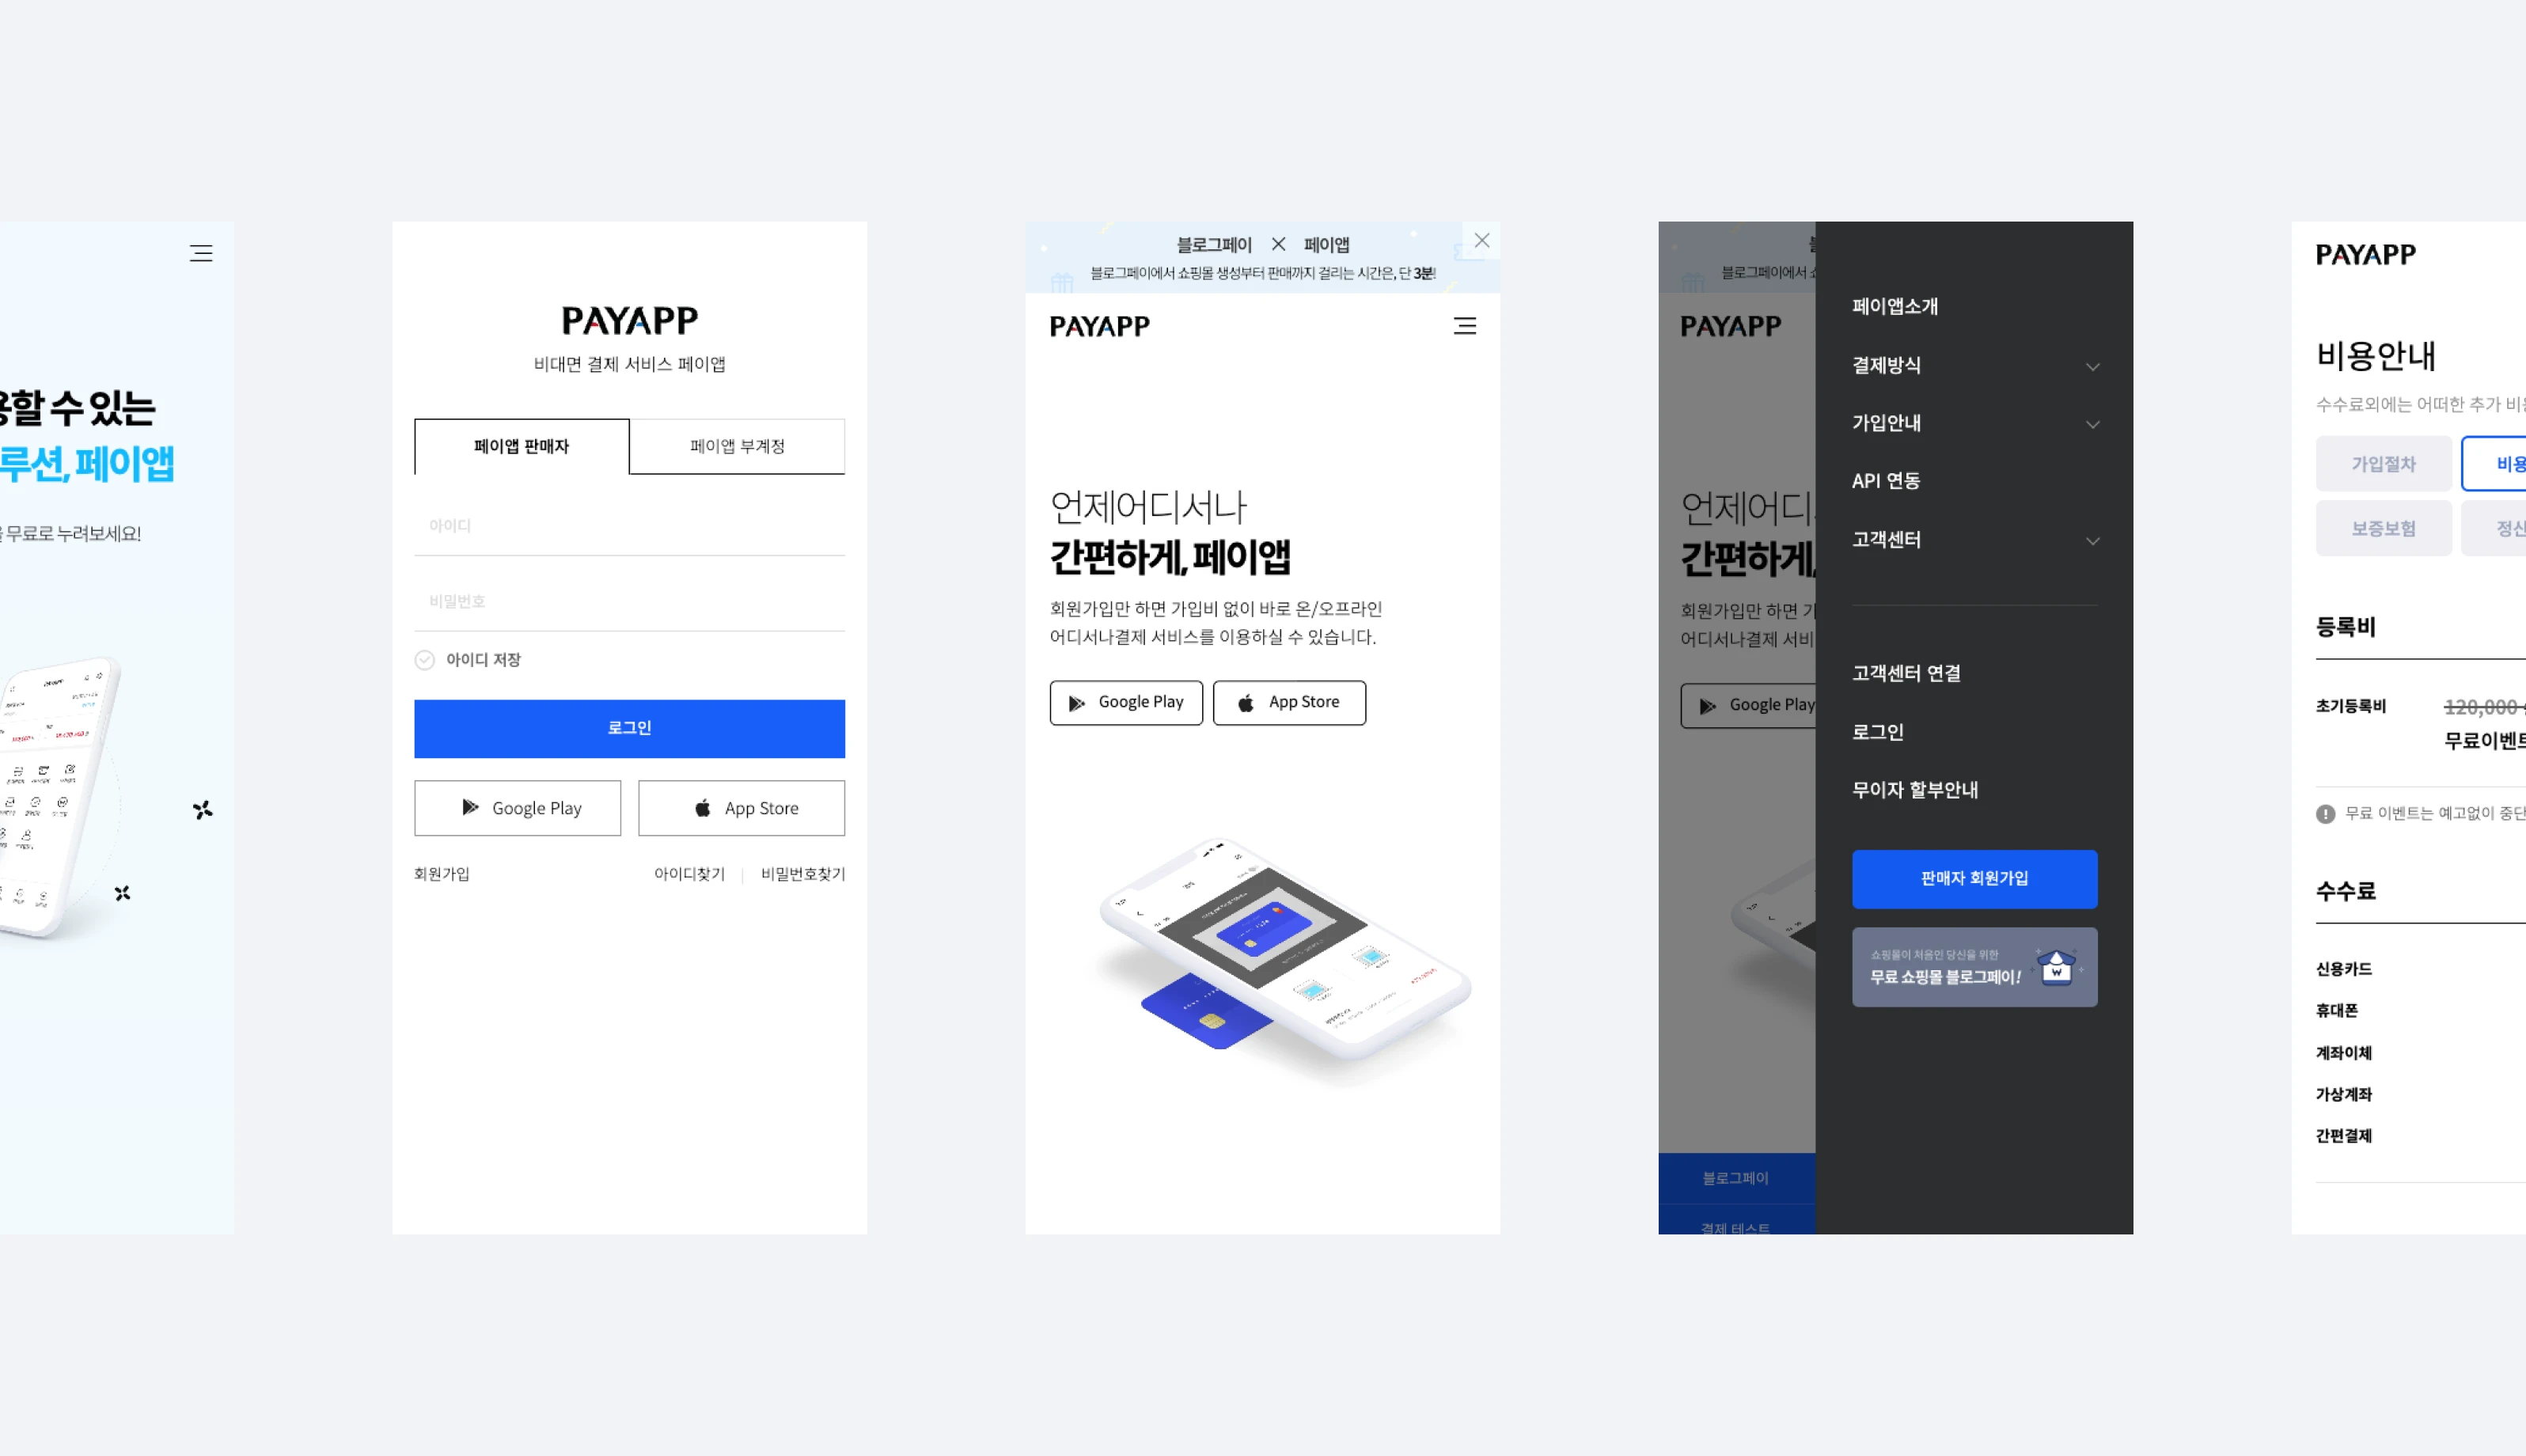 용할 수 있는
루션, 페이앱
무료로 누려보세요!
PAYAPP
비대면 결제 서비스 페이앱
페이앱 판매자
페이앱 부계정
아이디
비밀번호
아이디 저장
로그인
Google Play
App Store
회원가입
아이디찾기
비밀번호찾기
블로그페이 × 페이앱
블로그페이에서 쇼핑몰 생성부터 판매까지 걸리는 시간은, 단 3분!
PAYAPP
언제어디서나
간편하게, 페이앱
회원가입만 하면 가입비 없이 바로 온/오프라인
어디서나결제 서비스를 이용하실 수 있습니다.
Google Play
App Store
블로그페이에서
PAYAPP
언제어디
간편하게,
회원가입만 하면 가
어디서나결제 서비
Google Play
블로그페이
결제 테스트
페이앱소개
결제방식
가입안내
API 연동
고객센터
고객센터 연결
로그인
무이자 할부안내
판매자 회원가입
쇼핑몰이 처음인 당신을 위한
무료 쇼핑몰 블로그페이!
PAYAPP
비용안내
수수료외에는 어떠한 추가 비
가입절차
비용
보증보험
정산
등록비
초기등록비
120,000
무료이벤트
무료 이벤트는 예고없이 중단
수수료
신용카드
휴대폰
계좌이체
가상계좌
간편결제